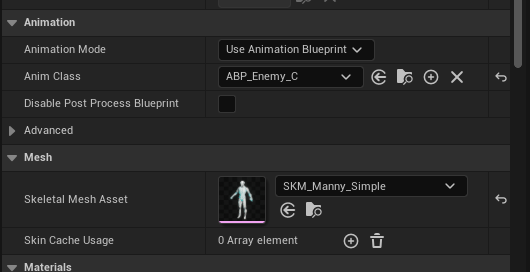 Animation
Animation Mode Use Animation Blueprint
Anim Class ABP_Enemy_C
Disable Post Process Blueprint
Advanced
Mesh
Skeletal Mesh Asset SKM_Manny_Simple
Skin Cache Usage 0 Array element
Materials